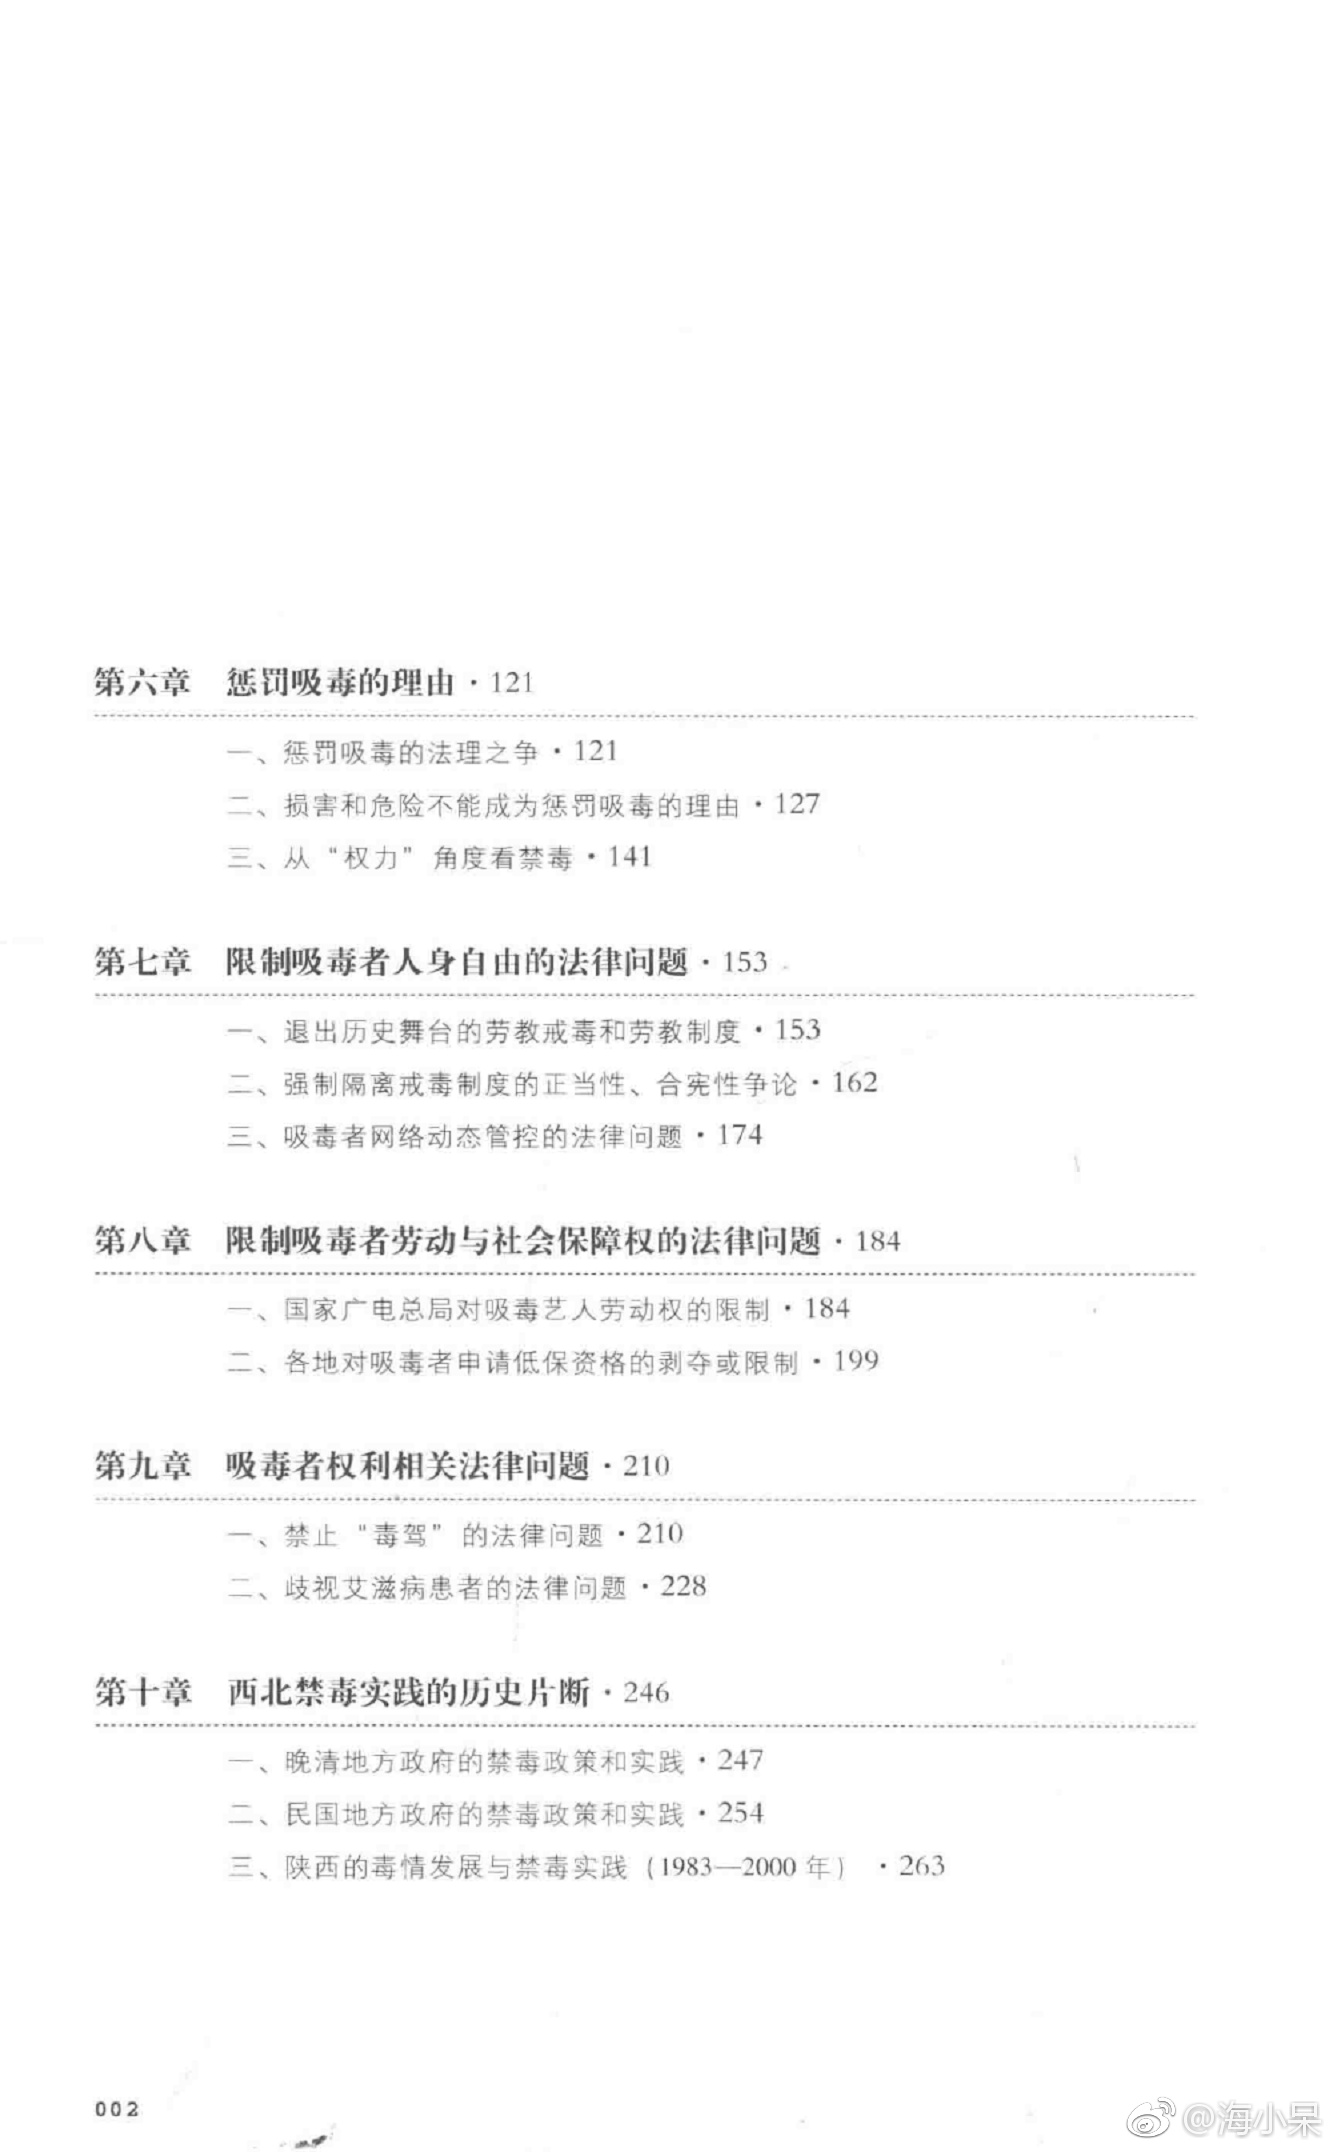 第六章 惩罚吸毒的理由·121
一、惩罚吸毒的法理之争·121
二、损害和危险不能成为惩罚吸毒的理由·127
三、从“权力”角度看禁毒·141
第七章 限制吸毒者人身自由的法律问题·153
一、退出历史舞台的劳教戒毒和劳教制度·153
二、强制隔离戒毒制度的正当性、合宪性争论·162
三、吸毒者网络动态管控的法律问题·174
第八章 限制吸毒者劳动与社会保障权的法律问题·184
一、国家广电总局对吸毒艺人劳动权的限制·184
二、各地对吸毒者申请低保资格的剥夺或限制·199
第九章 吸毒者权利相关法律问题·210
一、禁止“毒驾”的法律问题·210
二、歧视艾滋病患者的法律问题·228
第十章 西北禁毒实践的历史片断·246
一、晚清地方政府的禁毒政策和实践·247
二、民国地方政府的禁毒政策和实践·254
三、陕西的毒情发展与禁毒实践（1983—2000年）·263
002
@海小呆